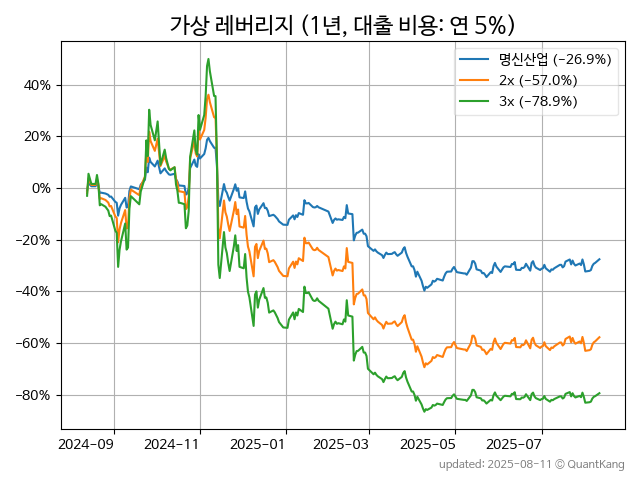 가상 레버리지 (1년, 대출 비용: 연 5%)
명신산업 (−26.9%)
2x (−57.0%)
3x (−78.9%)
40%
20%
0%
−20%
−40%
−60%
−80%
2024-09
2024-11
2025-01
2025-03
2025-05
2025-07
updated: 2025-08-11 © QuantKang